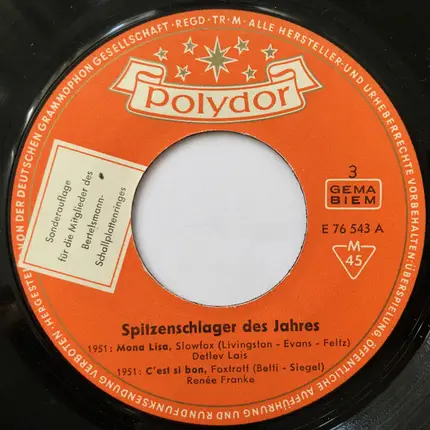 HERGESTELLT VON DER DEUTSCHEN GRAMMOPHON GESELLSCHAFT · REGD · TR · M · ALLE HERSTELLER- UND URHEBERRECHTE VORBEHALTEN · ÜBERSPIELUNG, ÖFFENTLICHE AUFFÜHRUNG UND RUNDFUNKSENDUNG VERBOTEN ·
Polydor
Sonderauflage
für die Mitglieder des
Bertelsmann-
Schallplattenringes
3
GEMA
BIEM
E 76 543 A
M
45
Spitzenschlager des Jahres
1951: Mona Lisa, Slowfox (Livingston - Evans - Feltz)
Detlev Lais
1951: C'est si bon, Foxtrott (Betti - Siegel)
Renée Franke